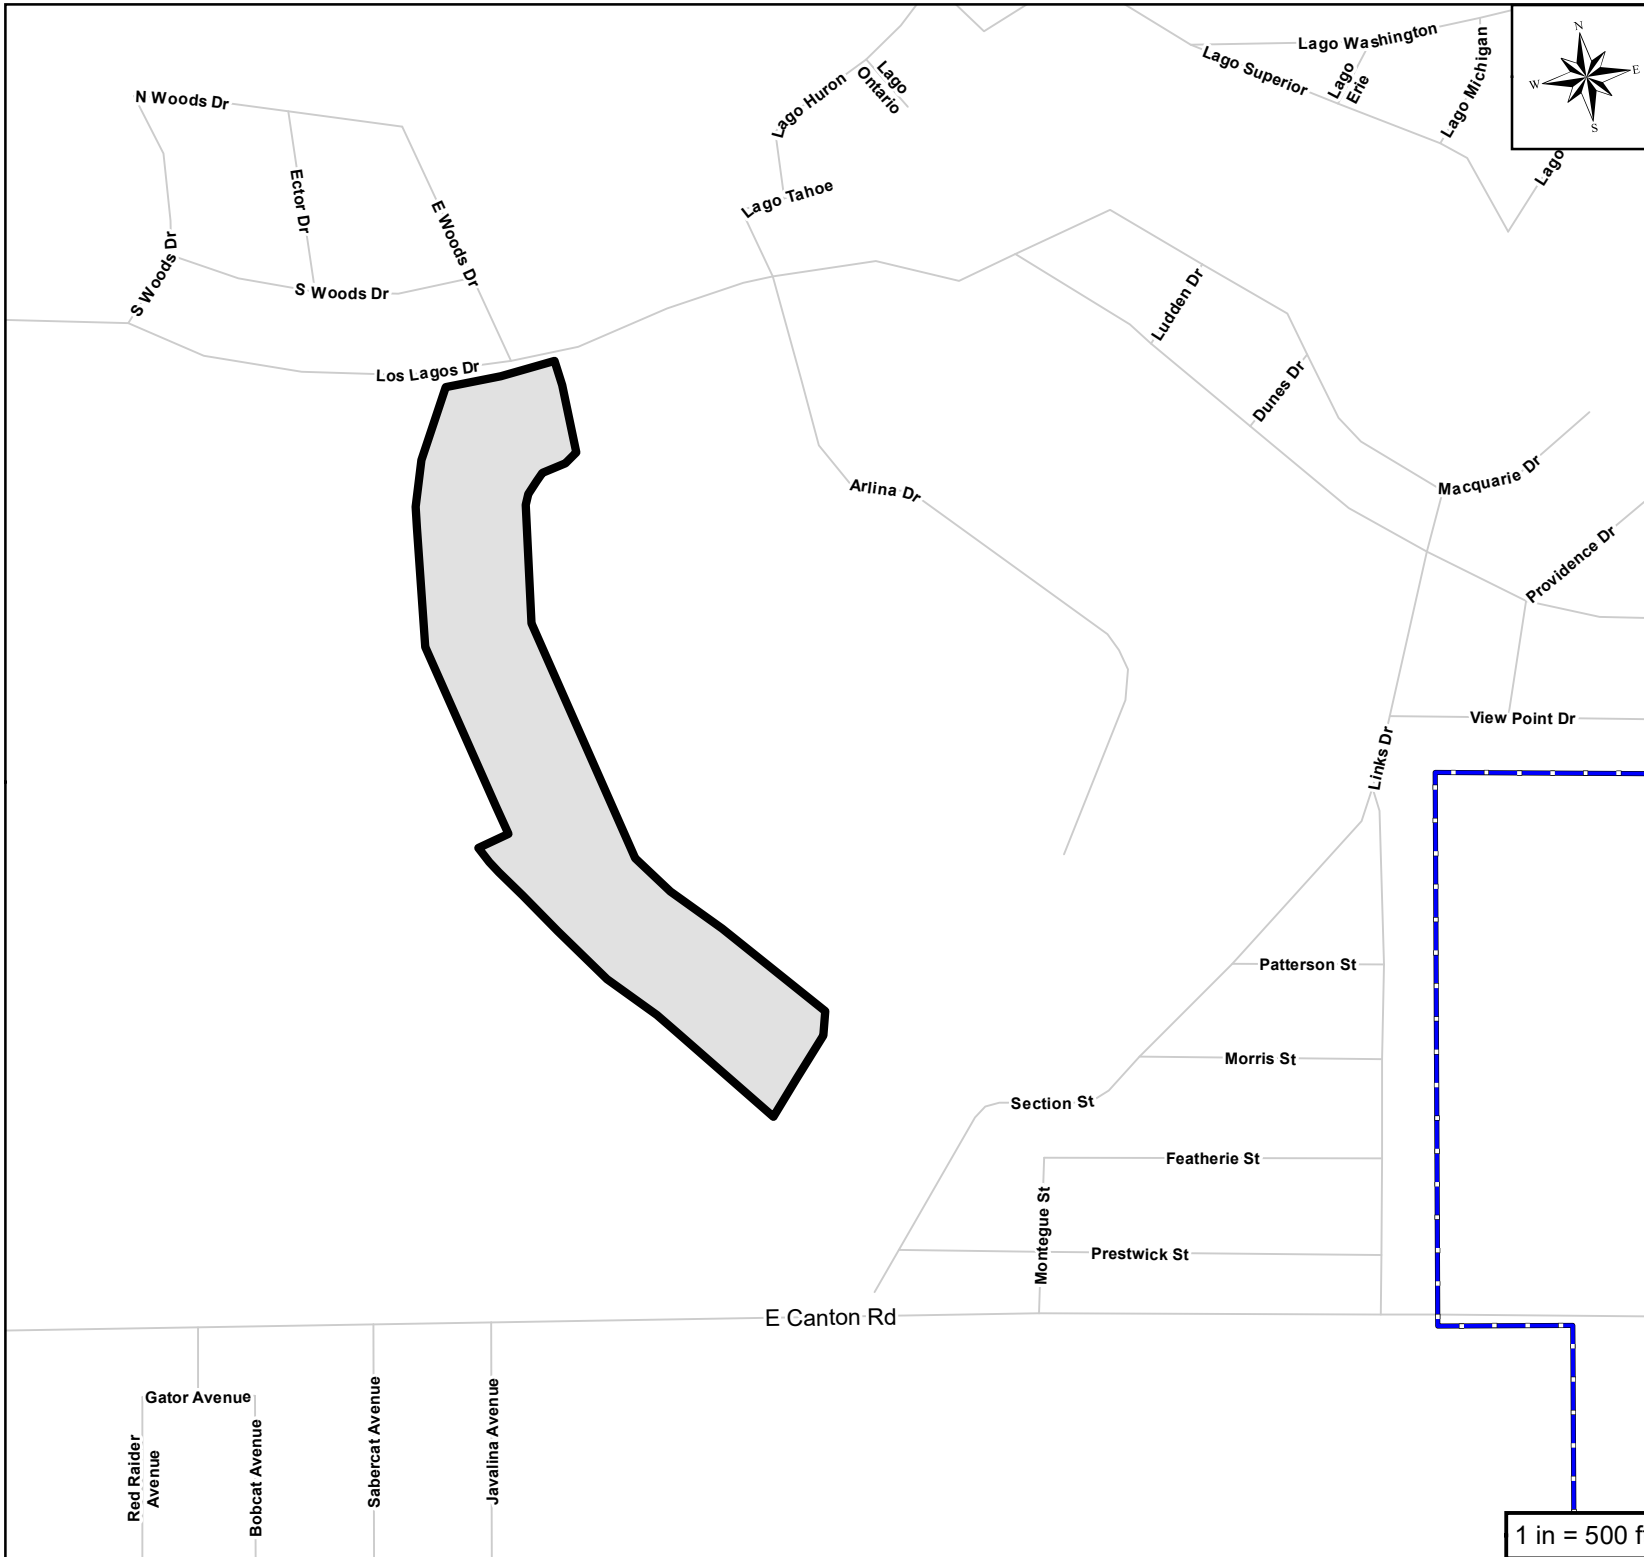 N
W
E
S
Lago Washington
Lago Michigan
Lago Superior
Lago
Erie
Lago
Lago
Ontario
Lago Huron
Lago Tahoe
N Woods Dr
Ector Dr
E Woods Dr
S Woods Dr
S Woods Dr
Los Lagos Dr
Ludden Dr
Dunes Dr
Arlina Dr
Macquarie Dr
Providence Dr
View Point Dr
Links Dr
Patterson St
Morris St
Section St
Featherie St
Montegue St
Prestwick St
E Canton Rd
Gator Avenue
Red Raider
Avenue
Bobcat Avenue
Sabercat Avenue
Javalina Avenue
1 in = 500 f